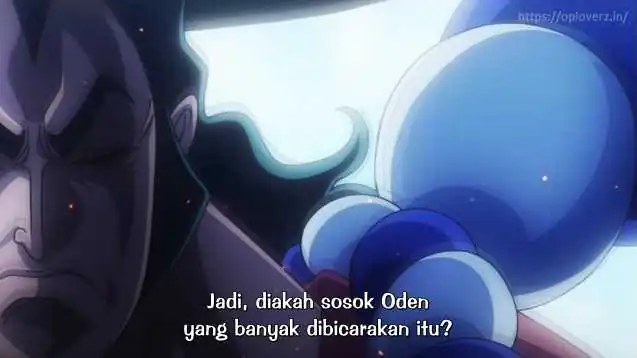 https://oploverz.in/
Jadi, diakah sosok Oden
yang banyak dibicarakan itu?